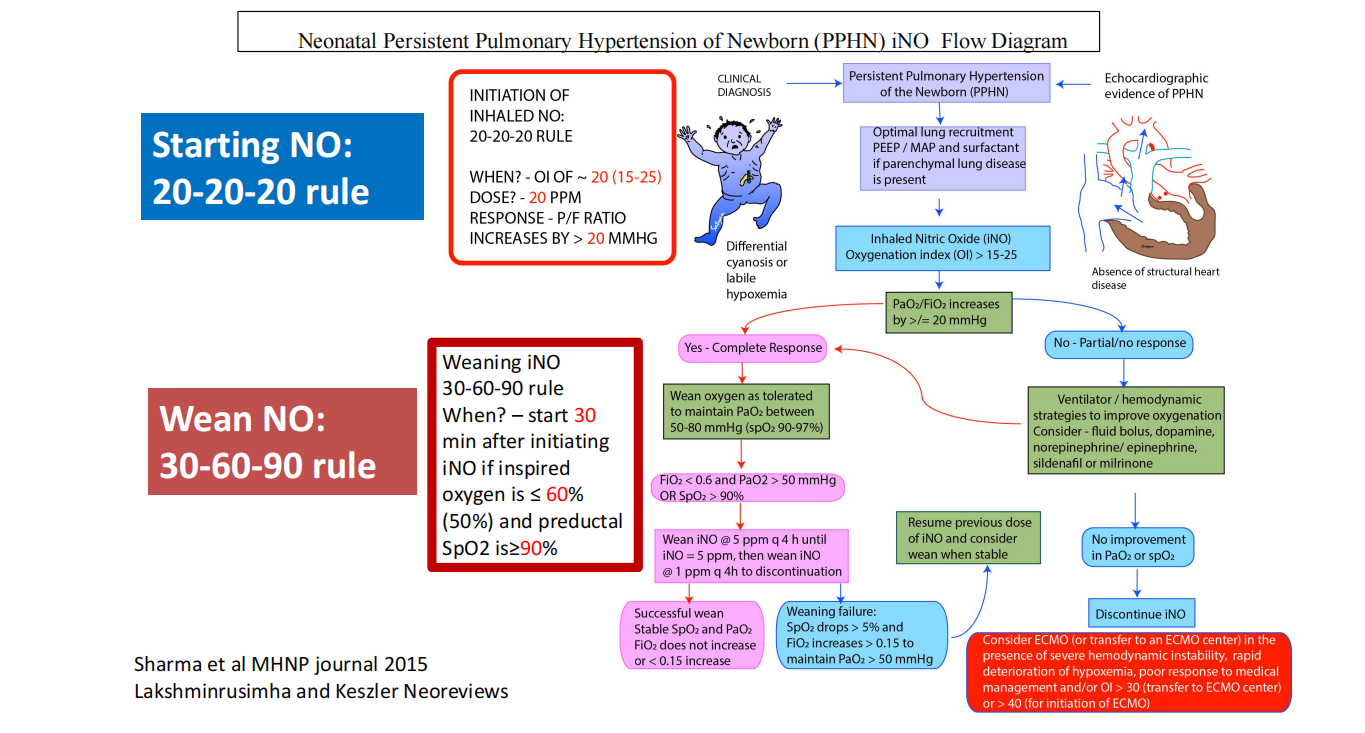 Neonatal Persistent Pulmonary Hypertension of Newborn (PPHN) iNO Flow Diagram
Starting NO:
20-20-20 rule
INITIATION OF
INHALED NO:
20-20-20 RULE
WHEN? - OI OF ~ 20 (15-25)
DOSE? - 20 PPM
RESPONSE - P/F RATIO
INCREASES BY > 20 MMHG
CLINICAL
DIAGNOSIS
Persistent Pulmonary Hypertension
of the Newborn (PPHN)
Echocardiographic
evidence of PPHN
Optimal lung recruitment
PEEP / MAP and surfactant
if parenchymal lung disease
is present
Differential
cyanosis or
labile
hypoxemia
Inhaled Nitric Oxide (iNO)
Oxygenation index (OI) > 15-25
Absence of structural heart
disease
PaO₂/FiO₂ increases
by >/= 20 mmHg
Yes - Complete Response
No - Partial/no response
Wean NO:
30-60-90 rule
Weaning iNO
30-60-90 rule
When? – start 30
min after initiating
iNO if inspired
oxygen is ≤ 60%
(50%) and preductal
SpO2 is≥90%
Wean oxygen as tolerated
to maintain PaO₂ between
50-80 mmHg (spO₂ 90-97%)
Ventilator / hemodynamic
strategies to improve oxygenation
Consider - fluid bolus, dopamine,
norepinephrine/ epinephrine,
sildenafil or milrinone
FiO₂ < 0.6 and PaO2 > 50 mmHg
OR SpO₂ > 90%
Wean iNO @ 5 ppm q 4 h until
iNO = 5 ppm, then wean iNO
@ 1 ppm q 4h to discontinuation
Resume previous dose
of iNO and consider
wean when stable
No improvement
in PaO₂ or spO₂
Successful wean
Stable SpO₂ and PaO₂
FiO₂ does not increase
or < 0.15 increase
Weaning failure:
SpO₂ drops > 5% and
FiO₂ increases > 0.15 to
maintain PaO₂ > 50 mmHg
Discontinue iNO
Consider ECMO (or transfer to an ECMO center) in the
presence of severe hemodynamic instability, rapid
deterioration of hypoxemia, poor response to medical
management and/or OI > 30 (transfer to ECMO center)
or > 40 (for initiation of ECMO)
Sharma et al MHNP journal 2015
Lakshminrusimha and Keszler Neoreviews